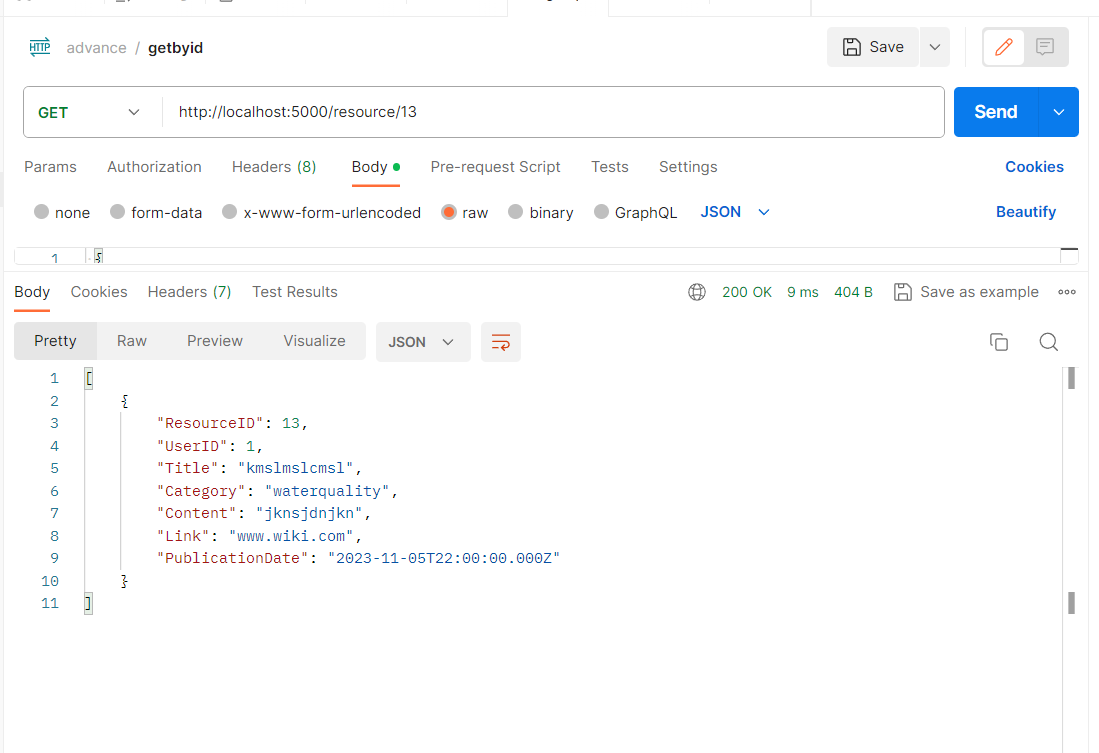 HTTP advance / getbyid Save
GET http://localhost:5000/resource/13 Send
Params Authorization Headers (8) Body Pre-request Script Tests Settings Cookies
none form-data x-www-form-urlencoded raw binary GraphQL JSON Beautify
1 {
Body Cookies Headers (7) Test Results 200 OK 9 ms 404 B Save as example
Pretty Raw Preview Visualize JSON
1 [
2 {
3 "ResourceID": 13,
4 "UserID": 1,
5 "Title": "kmslmslcmsl",
6 "Category": "waterquality",
7 "Content": "jknsjdnjkn",
8 "Link": "www.wiki.com",
9 "PublicationDate": "2023-11-05T22:00:00.000Z"
10 }
11 ]